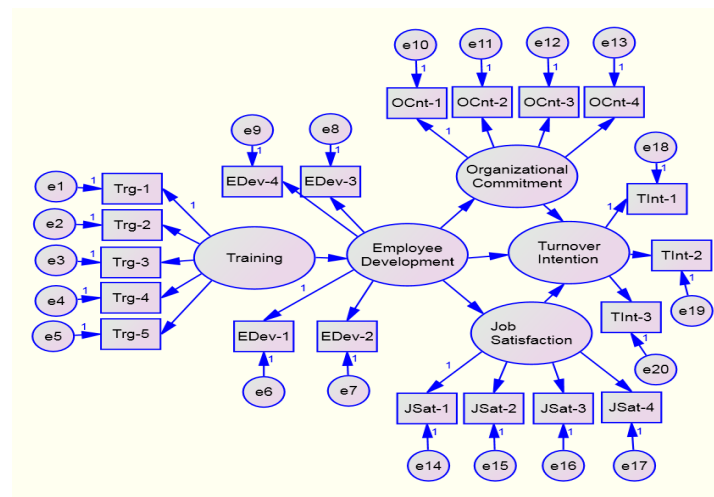 e10
e11
e12
e13
1
1
1
1
OCnt-1
OCnt-2
OCnt-3
OCnt-4
1
e9
e8
1
1
EDev-4
EDev-3
e18
1
TInt-1
1
Organizational
Commitment
e1
1
Trg-1
1
e2
1
Trg-2
e3
1
Trg-3
e4
1
Trg-4
e5
1
Trg-5
Training
Employee
Development
Turnover
Intention
TInt-2
1
e19
TInt-3
1
e20
1
EDev-1
EDev-2
1
1
e6
e7
Job
Satisfaction
1
JSat-1
JSat-2
JSat-3
JSat-4
1
1
1
1
e14
e15
e16
e17